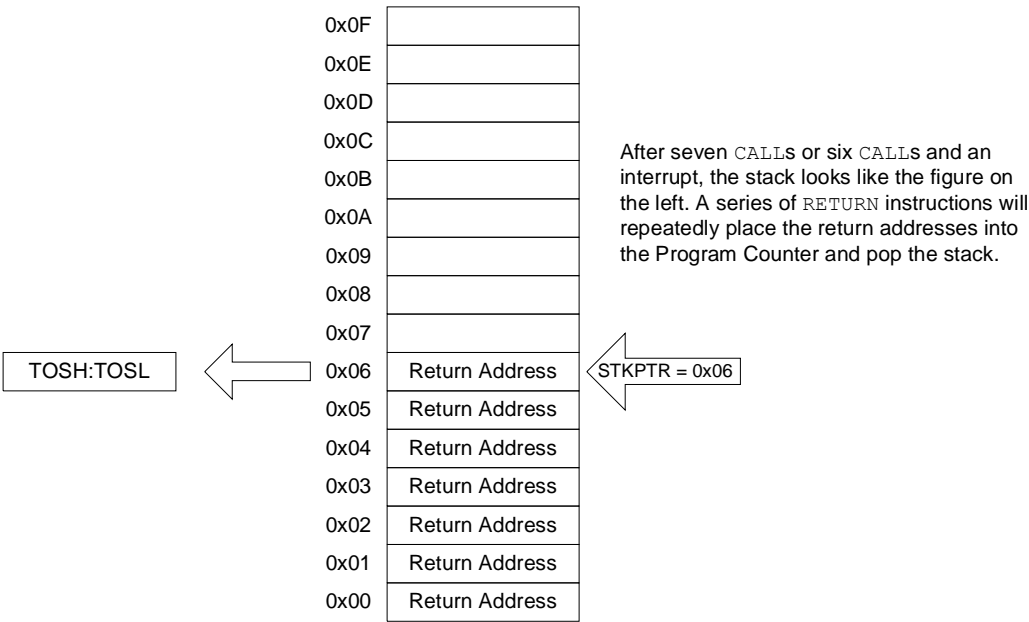 0x0F
0x0E
0x0D
0x0C
0x0B
0x0A
0x09
0x08
0x07
After seven CALLs or six CALLs and an
interrupt, the stack looks like the figure on
the left. A series of RETURN instructions will
repeatedly place the return addresses into
the Program Counter and pop the stack.
TOSH:TOSL
0x06 Return Address
STKPTR = 0x06
0x05 Return Address
0x04 Return Address
0x03 Return Address
0x02 Return Address
0x01 Return Address
0x00 Return Address